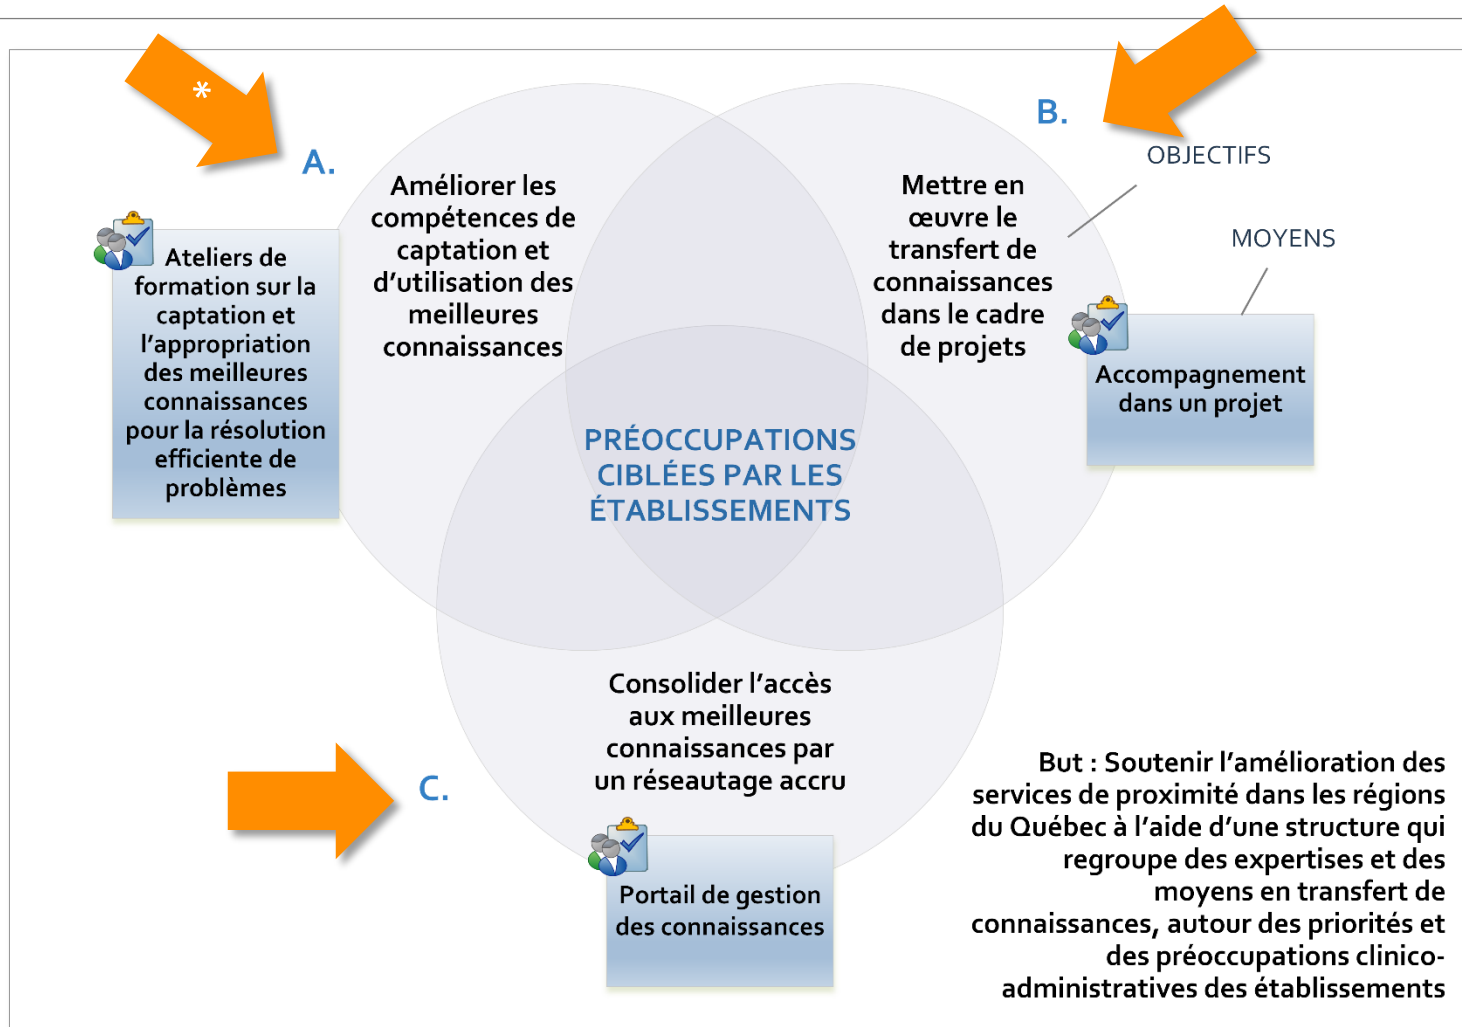 *
A.
Améliorer les
compétences de
captation et
d’utilisation des
meilleures
connaissances
Ateliers de
formation sur la
captation et
l’appropriation
des meilleures
connaissances
pour la résolution
efficiente de
problèmes
B.
Mettre en
œuvre le
transfert de
connaissances
dans le cadre
de projets
OBJECTIFS
MOYENS
Accompagnement
dans un projet
PRÉOCCUPATIONS
CIBLÉES PAR LES
ÉTABLISSEMENTS
C.
Consolider l’accès
aux meilleures
connaissances par
un réseautage accru
Portail de gestion
des connaissances
But : Soutenir l’amélioration des
services de proximité dans les régions
du Québec à l’aide d’une structure qui
regroupe des expertises et des
moyens en transfert de
connaissances, autour des priorités et
des préoccupations clinico-
administratives des établissements